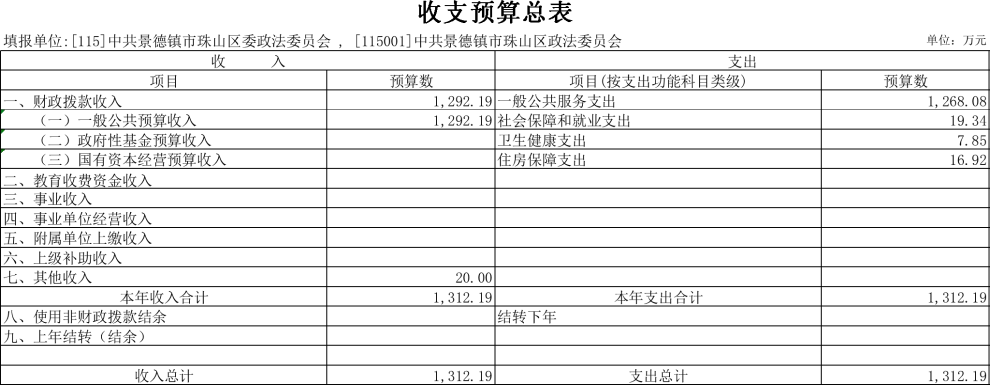 收支预算总表
填报单位:[115]中共景德镇市珠山区委政法委员会 , [115001]中共景德镇市珠山区政法委员会 单位：万元
收 入 支出
项目 预算数 项目(按支出功能科目类级) 预算数
一、财政拨款收入 1,292.19 一般公共服务支出 1,268.08
（一）一般公共预算收入 1,292.19 社会保障和就业支出 19.34
（二）政府性基金预算收入 卫生健康支出 7.85
（三）国有资本经营预算收入 住房保障支出 16.92
二、教育收费资金收入
三、事业收入
四、事业单位经营收入
五、附属单位上缴收入
六、上级补助收入
七、其他收入 20.00
本年收入合计 1,312.19 本年支出合计 1,312.19
八、使用非财政拨款结余 结转下年
九、上年结转（结余）
收入总计 1,312.19 支出总计 1,312.19